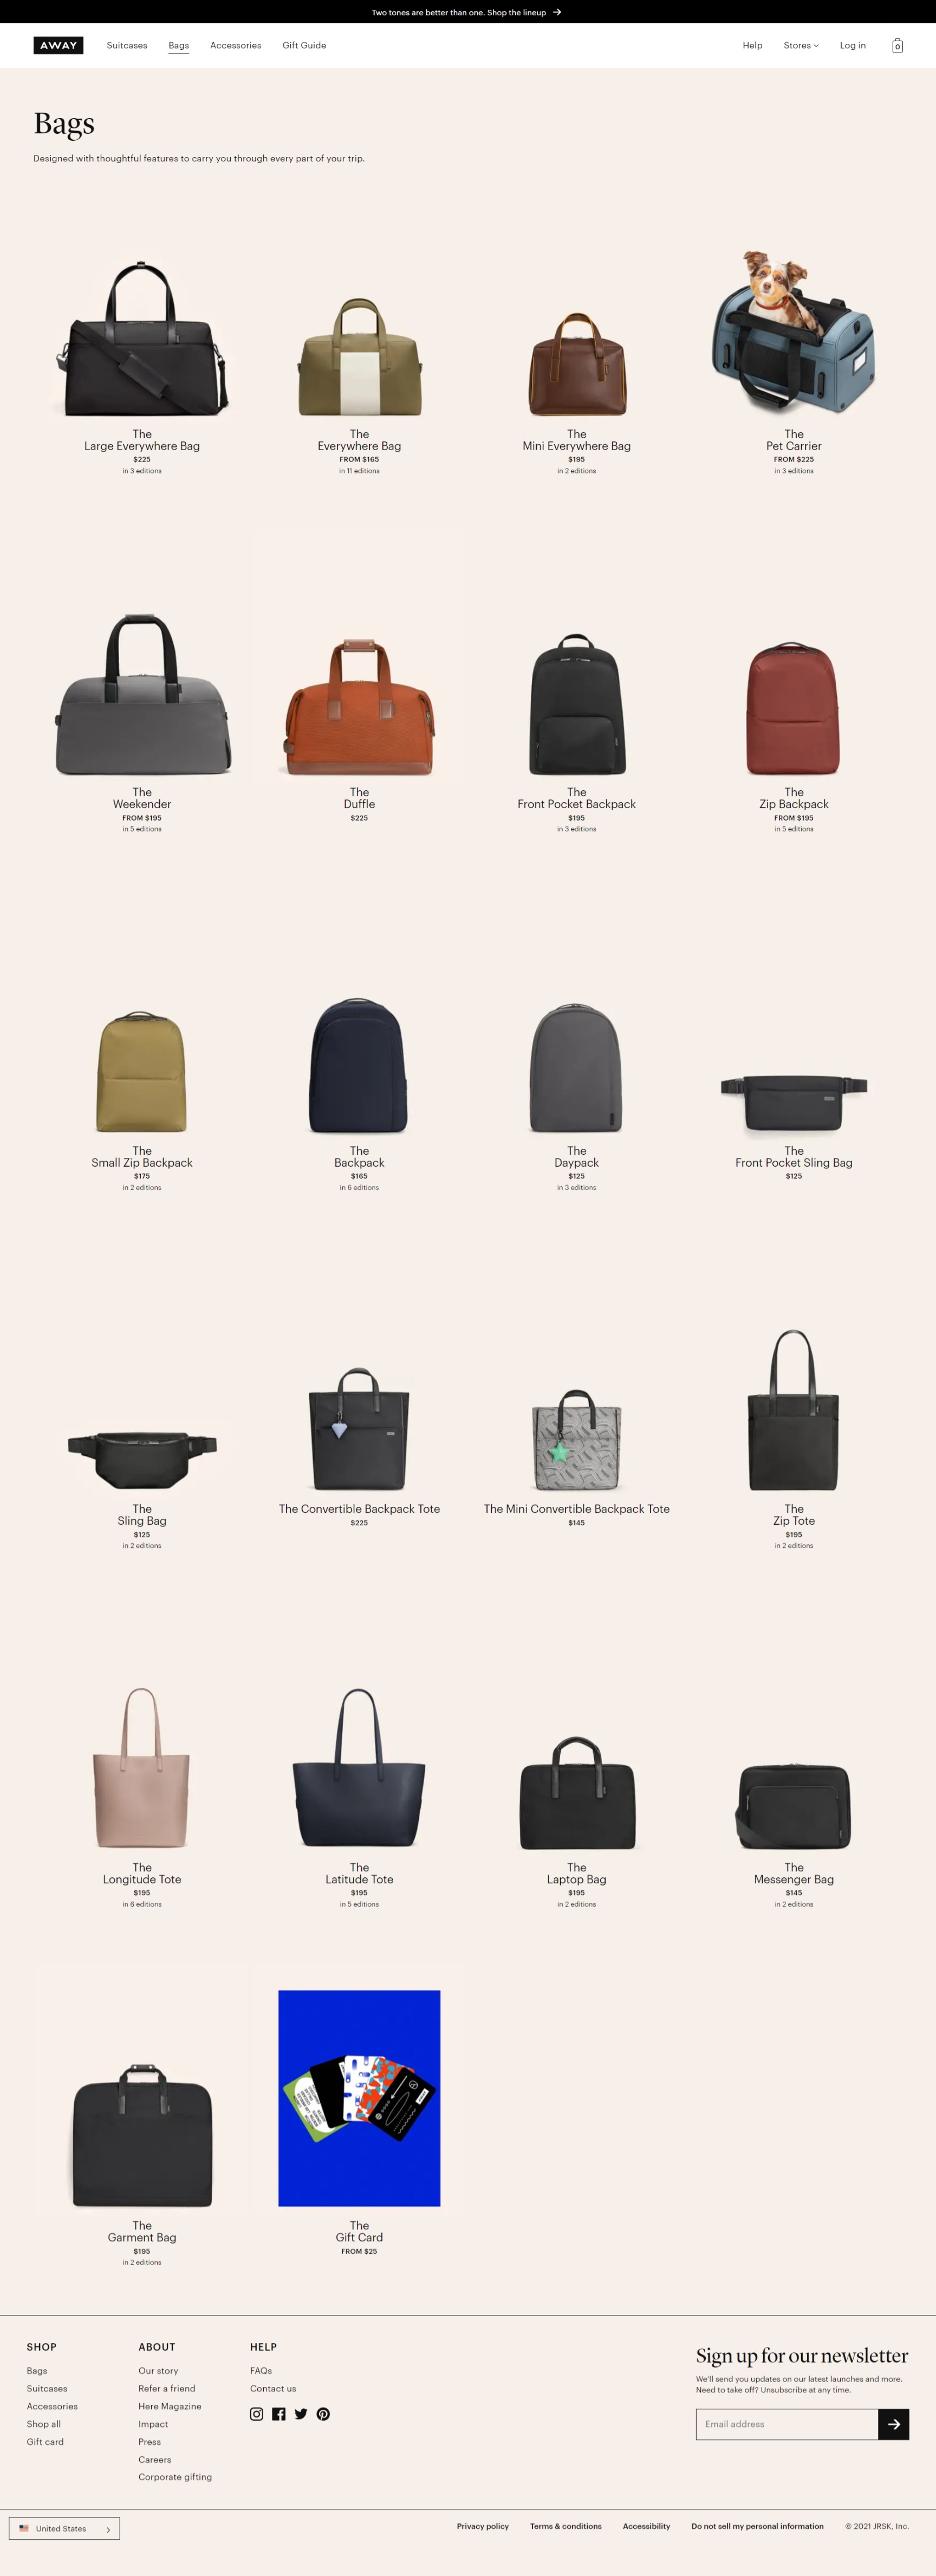 Two tones are better than one. Shop the lineup
AWAY
Suitcases
Bags
Accessories
Gift Guide
Help
Stores
Log in
0
Bags
Designed with thoughtful features to carry you through every part of your trip.
The
Large Everywhere Bag
$225
in 3 editions
The
Everywhere Bag
FROM $165
in 11 editions
The
Mini Everywhere Bag
$195
in 2 editions
The
Pet Carrier
FROM $225
in 3 editions
The
Weekender
FROM $195
in 5 editions
The
Duffle
$225
The
Front Pocket Backpack
$195
in 3 editions
The
Zip Backpack
FROM $195
in 5 editions
The
Small Zip Backpack
$175
in 2 editions
The
Backpack
$165
in 6 editions
The
Daypack
$125
in 3 editions
The
Front Pocket Sling Bag
$125
The
Sling Bag
$125
in 2 editions
The Convertible Backpack Tote
$225
The Mini Convertible Backpack Tote
$145
The
Zip Tote
$195
in 2 editions
The
Longitude Tote
$195
in 6 editions
The
Latitude Tote
$195
in 5 editions
The
Laptop Bag
$195
in 2 editions
The
Messenger Bag
$145
in 2 editions
The
Garment Bag
$195
in 2 editions
The
Gift Card
FROM $25
SHOP
Bags
Suitcases
Accessories
Shop all
Gift card
ABOUT
Our story
Refer a friend
Here Magazine
Impact
Press
Careers
Corporate gifting
HELP
FAQs
Contact us
Sign up for our newsletter
We'll send you updates on our latest launches and more.
Need to take off? Unsubscribe at any time.
Email address
United States
Privacy policy
Terms & conditions
Accessibility
Do not sell my personal information
© 2021 JRSK, Inc.